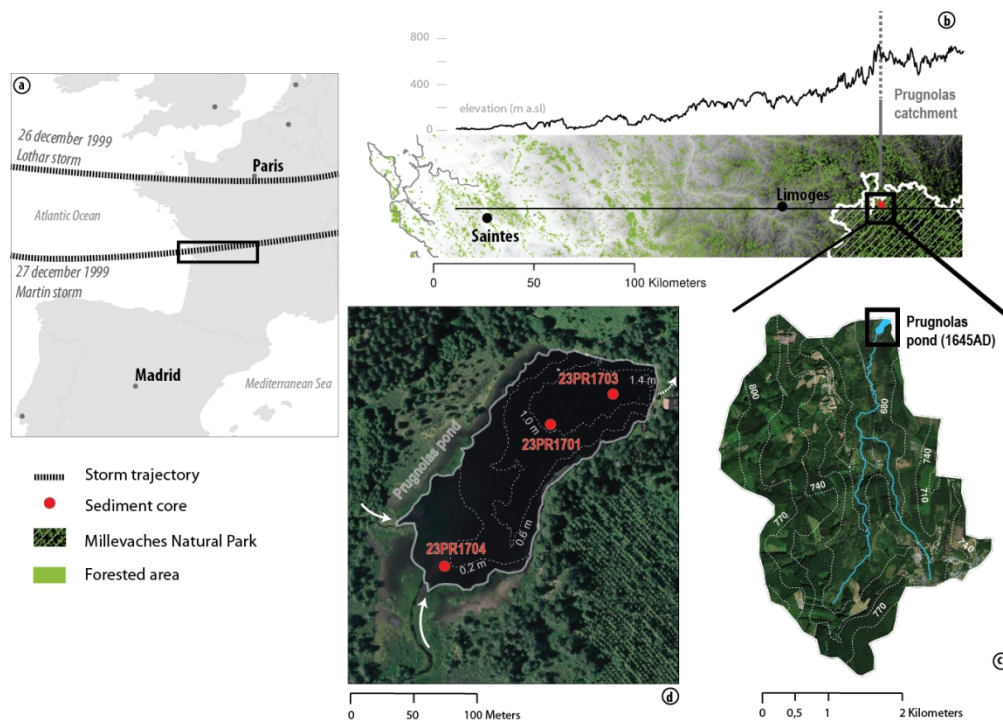 a
26 december 1999
Lothar storm
Paris
Atlantic Ocean
27 december 1999
Martin storm
Madrid
Mediterranean Sea
Storm trajectory
Sediment core
Millevaches Natural Park
Forested area
b
800
400
0
elevation (m a.sl)
Prugnolas
catchment
Limoges
Saintes
0
50
100 Kilometers
Prugnolas pond
23PR1703
1.4 m
1.0 m
23PR1701
0.6 m
23PR1704
0.2 m
d
0
50
100 Meters
Prugnolas
pond (1645AD)
800
680
740
740
710
770
770
c
0
0,5
1
2 Kilometers